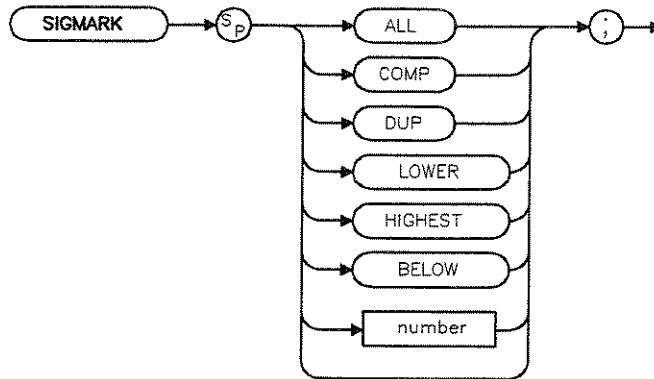 SIGMARK SP ALL ;
COMP
DUP
LOWER
HIGHEST
BELOW
number